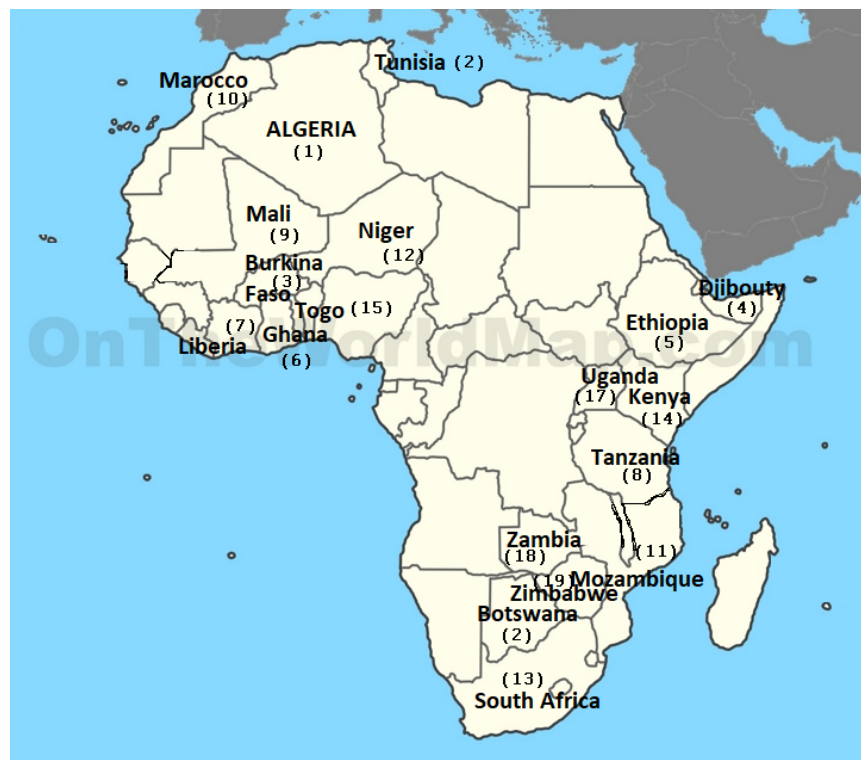 Tunisia (2)
Marocco
(10)
ALGERIA
(1)
Mali
(9)
Niger
(12)
Burkina
(3)
Faso
Togo (15)
(7)
Ghana
Liberia
(6)
Djibouty
(4)
Ethiopia
(5)
OnTheWorldMap.com
Uganda
(17)
Kenya
(14)
Tanzania
(8)
Zambia
(18)
(11)
(19)
Mozambique
Zimbabwe
Botswana
(2)
(13)
South Africa